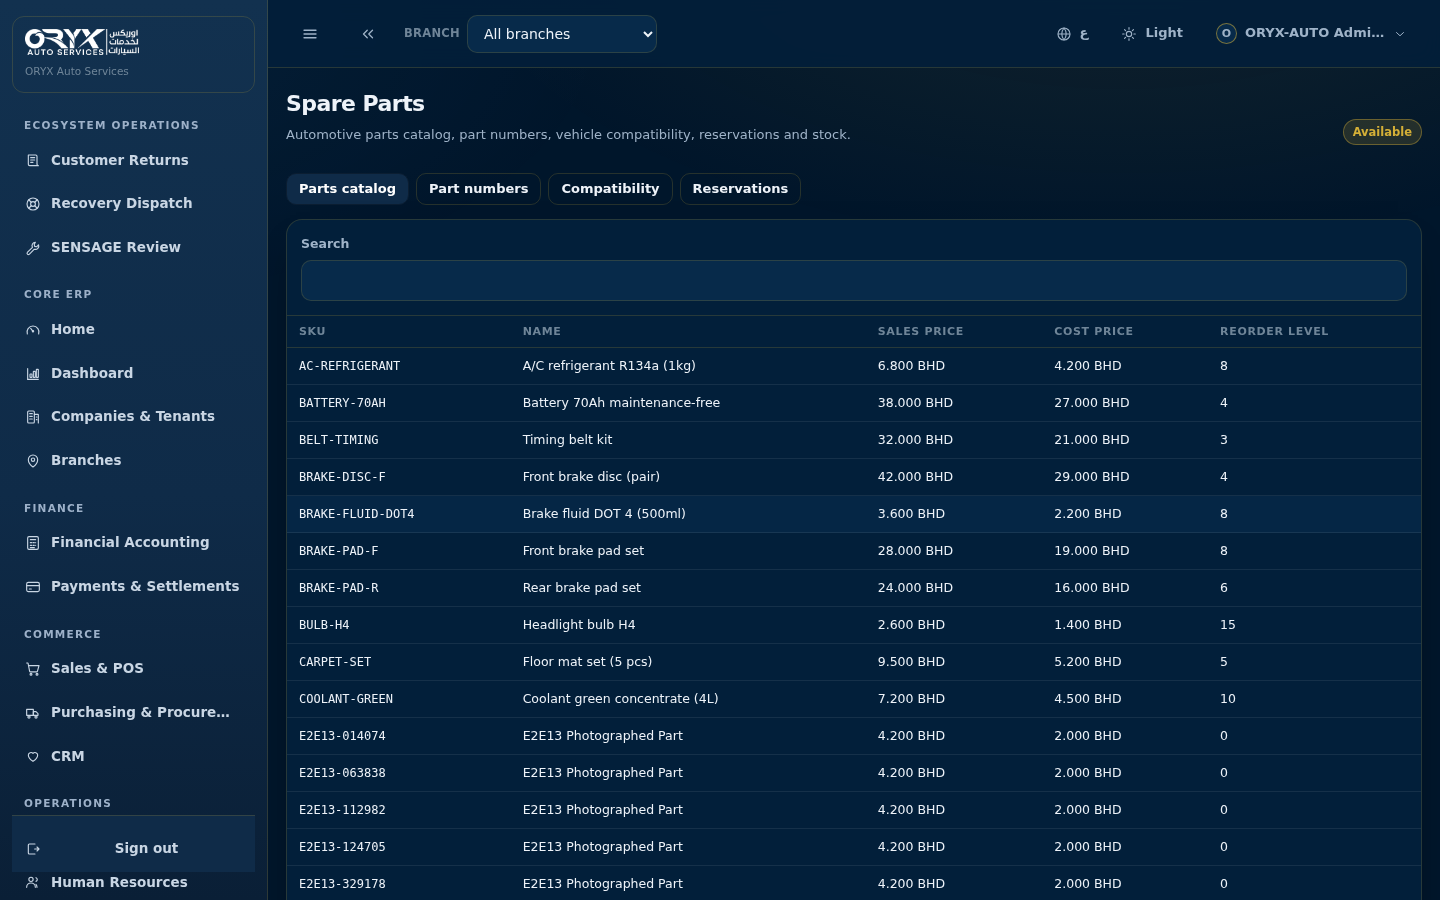 ORYX
اوريكس
لخدمات
السيارات
AUTO SERVICES
ORYX Auto Services
ECOSYSTEM OPERATIONS
Customer Returns
Recovery Dispatch
SENSAGE Review
CORE ERP
Home
Dashboard
Companies & Tenants
Branches
FINANCE
Financial Accounting
Payments & Settlements
COMMERCE
Sales & POS
Purchasing & Procure...
CRM
OPERATIONS
Sign out
Human Resources
BRANCH All branches ع Light O ORYX-AUTO Admi...
Spare Parts
Automotive parts catalog, part numbers, vehicle compatibility, reservations and stock.
Available
Parts catalog Part numbers Compatibility Reservations
Search
SKU NAME SALES PRICE COST PRICE REORDER LEVEL
AC-REFRIGERANT A/C refrigerant R134a (1kg) 6.800 BHD 4.200 BHD 8
BATTERY-70AH Battery 70Ah maintenance-free 38.000 BHD 27.000 BHD 4
BELT-TIMING Timing belt kit 32.000 BHD 21.000 BHD 3
BRAKE-DISC-F Front brake disc (pair) 42.000 BHD 29.000 BHD 4
BRAKE-FLUID-DOT4 Brake fluid DOT 4 (500ml) 3.600 BHD 2.200 BHD 8
BRAKE-PAD-F Front brake pad set 28.000 BHD 19.000 BHD 8
BRAKE-PAD-R Rear brake pad set 24.000 BHD 16.000 BHD 6
BULB-H4 Headlight bulb H4 2.600 BHD 1.400 BHD 15
CARPET-SET Floor mat set (5 pcs) 9.500 BHD 5.200 BHD 5
COOLANT-GREEN Coolant green concentrate (4L) 7.200 BHD 4.500 BHD 10
E2E13-014074 E2E13 Photographed Part 4.200 BHD 2.000 BHD 0
E2E13-063838 E2E13 Photographed Part 4.200 BHD 2.000 BHD 0
E2E13-112982 E2E13 Photographed Part 4.200 BHD 2.000 BHD 0
E2E13-124705 E2E13 Photographed Part 4.200 BHD 2.000 BHD 0
E2E13-329178 E2E13 Photographed Part 4.200 BHD 2.000 BHD 0